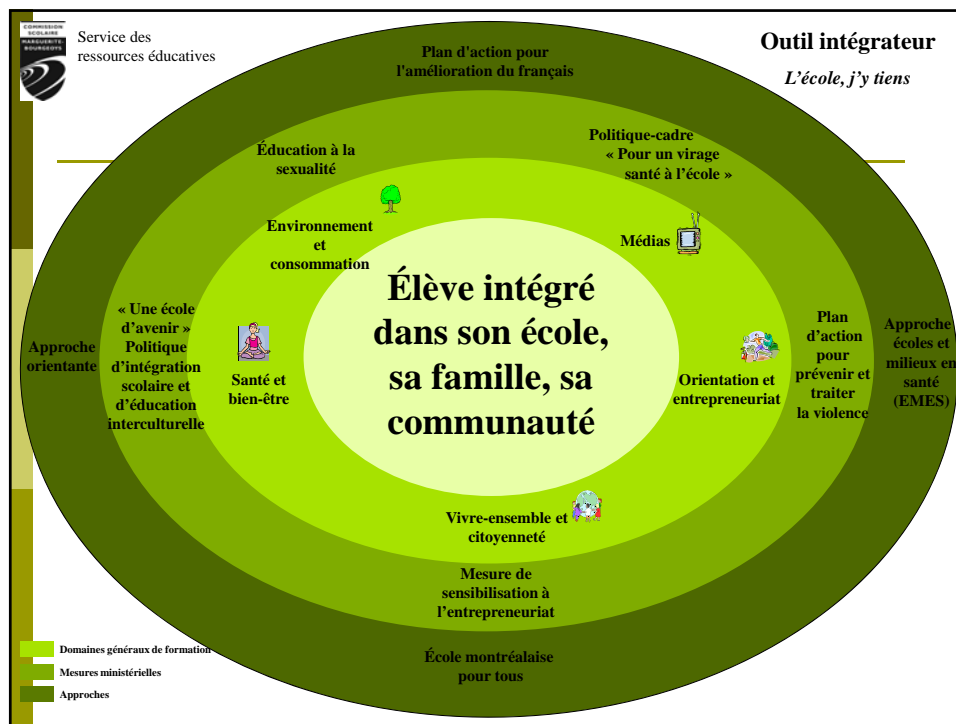 COMMISSION
SCOLAIRE
MARGUERITE-
BOURGEOYS
Service des
ressources éducatives
Outil intégrateur
L'école, j'y tiens
Plan d'action pour
l'amélioration du français
Éducation à la
sexualité
Politique-cadre
« Pour un virage
santé à l'école »
Environnement
et
consommation
Médias
Élève intégré
dans son école,
sa famille, sa
communauté
Approche
orientante
« Une école
d'avenir »
Politique
d'intégration
scolaire et
d'éducation
interculturelle
Santé et
bien-être
Orientation et
entrepreneuriat
Plan
d'action
pour
prévenir et
traiter
la violence
Approche
écoles et
milieux en
santé
(EMES)
Vivre-ensemble et
citoyenneté
Mesure de
sensibilisation à
l'entrepreneuriat
École montréalaise
pour tous
Domaines généraux de formation
Mesures ministérielles
Approches